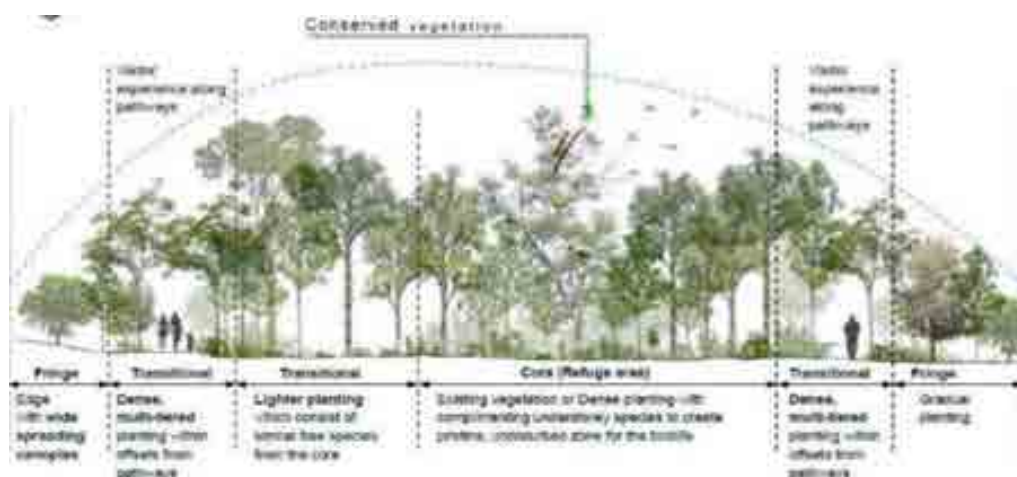 Conserved vegetation
Visitor
experience along
pathways
Visitor
experience
along
pathways
Fringe
Transitional
Transitional
Core (Refuge area)
Transitional
Fringe
Edge
with wide
spreading
canopies
Dense,
multi-tiered
planting within
offsets from
pathways
Lighter planting
which consist of
similar tree species
from the core
Existing vegetation or Dense planting with
complimenting understorey species to create
pristine, undisturbed zone for the
Dense,
multi-tiered
planting within
offsets from
pathways
Gradual
planting